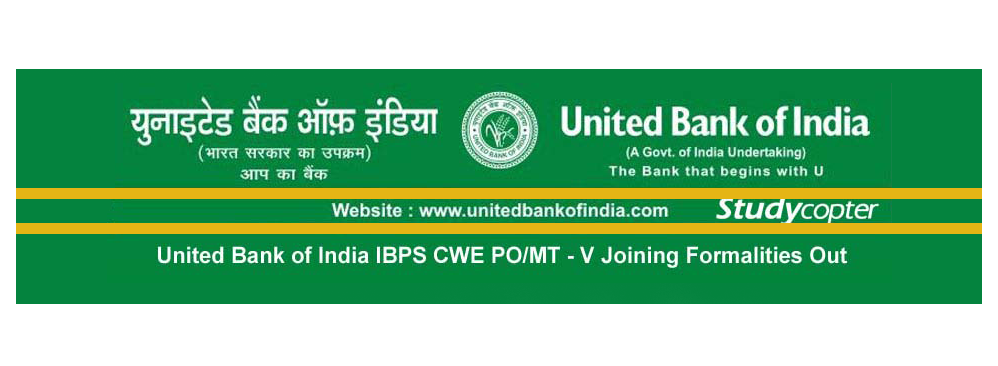 युनाइटेड बैंक ऑफ़ इंडिया
(भारत सरकार का उपक्रम)
आप का बैंक
United Bank of India
(A Govt. of India Undertaking)
The Bank that begins with U
Website : www.unitedbankofindia.com
Studycopter
United Bank of India IBPS CWE PO/MT - V Joining Formalities Out